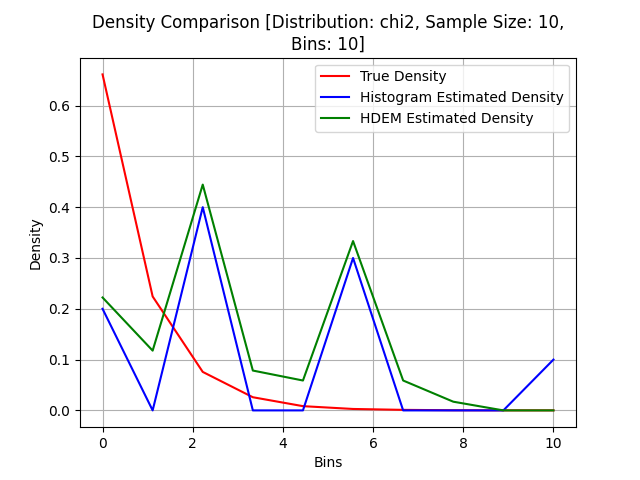 Density Comparison [Distribution: chi2, Sample Size: 10,
Bins: 10]
True Density
Histogram Estimated Density
HDEM Estimated Density
Density
0.6
0.5
0.4
0.3
0.2
0.1
0.0
0 2 4 6 8 10
Bins